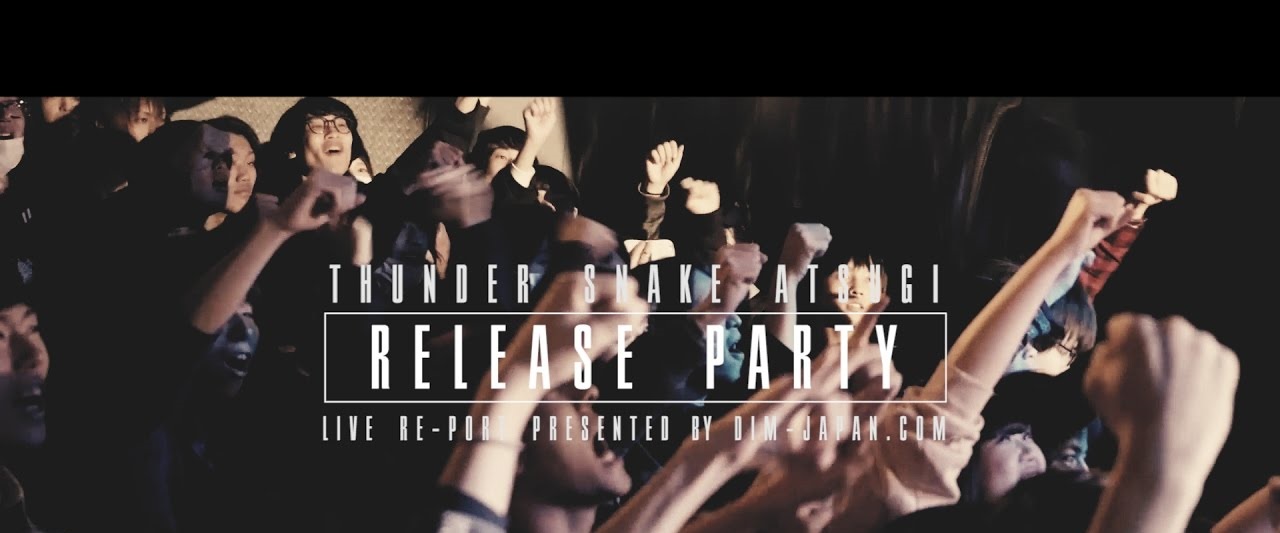 THUNDER SNAKE ATSUGI
RELEASE PARTY
LIVE RE-PORT PRESENTED BY DIM-JAPAN.COM